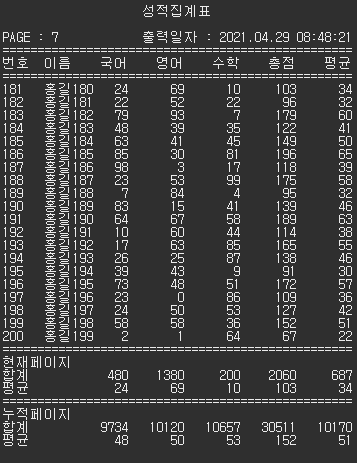 성적집계표
PAGE : 7 출력일자 : 2021.04.29 08:48:21
==================================================
번호 이름 국어 영어 수학 총점 평균
==================================================
181 홍길180 24 69 10 103 34
182 홍길181 22 52 22 96 32
183 홍길182 79 93 7 179 60
184 홍길183 48 39 35 122 41
185 홍길184 63 41 45 149 50
186 홍길185 85 30 81 196 65
187 홍길186 98 3 17 118 39
188 홍길187 23 53 99 175 58
189 홍길188 7 84 4 95 32
190 홍길189 83 15 41 139 46
191 홍길190 64 67 58 189 63
192 홍길191 10 60 44 114 38
193 홍길192 17 63 85 165 55
194 홍길193 26 25 87 138 46
195 홍길194 39 43 9 91 30
196 홍길195 73 48 51 172 57
197 홍길196 23 0 86 109 36
198 홍길197 24 50 53 127 42
199 홍길198 58 58 36 152 51
200 홍길199 2 1 64 67 22
==================================================
현재페이지
합계 480 1380 200 2060 687
평균 24 69 10 103 34
==================================================
누적페이지
합계 9734 10120 10657 30511 10170
평균 48 50 53 152 51